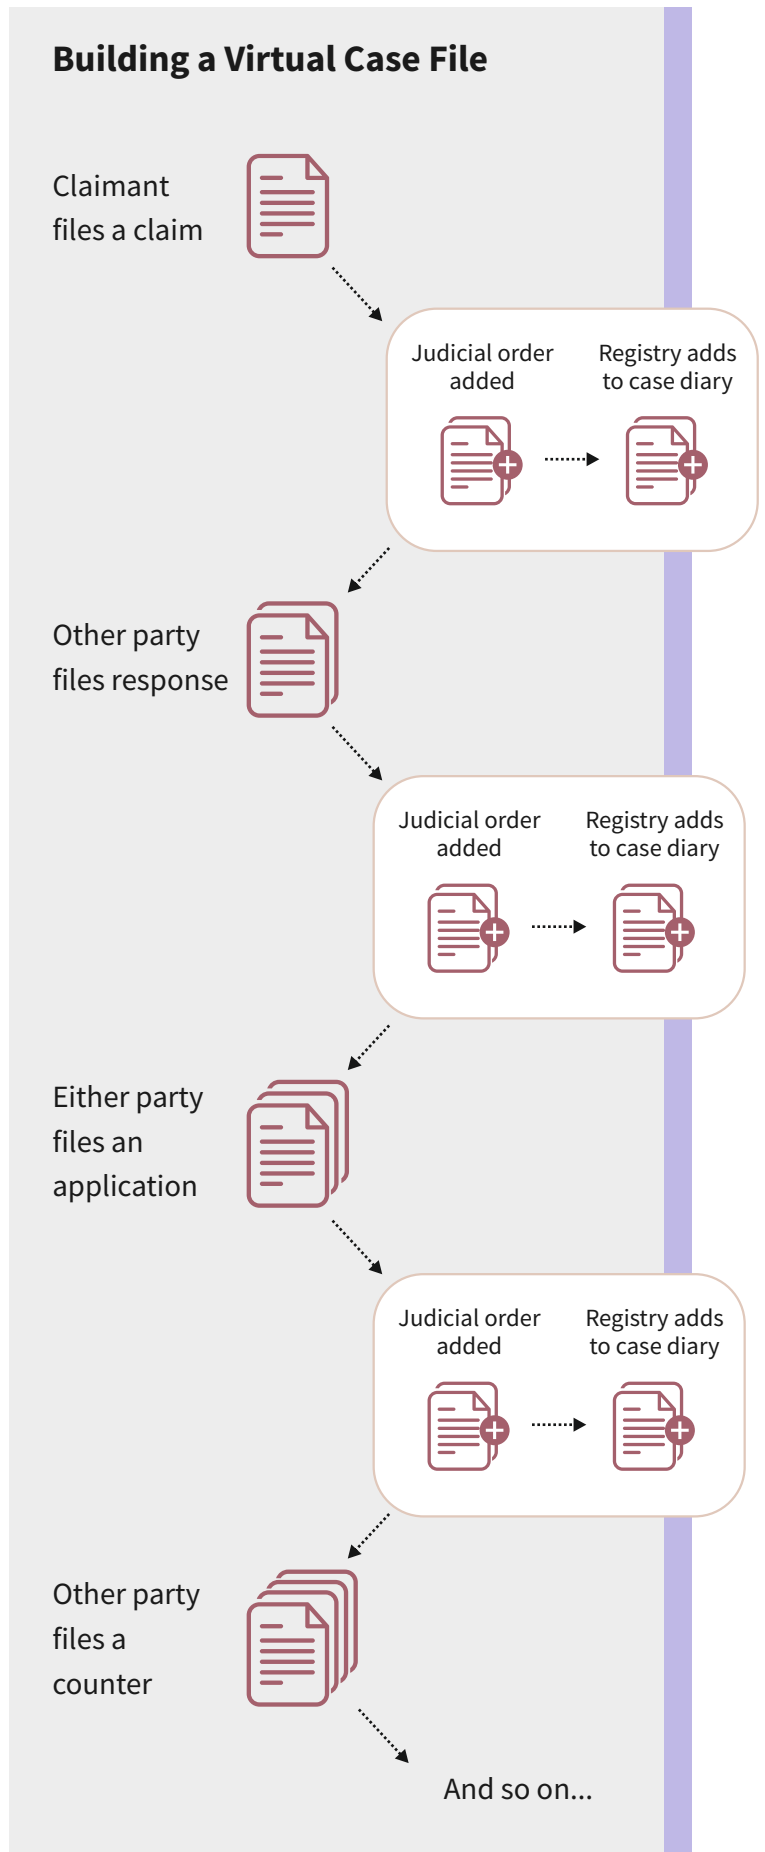 Building a Virtual Case File
Claimant
files a claim
Judicial order
added
Registry adds
to case diary
Other party
files response
Judicial order
added
Registry adds
to case diary
Either party
files an
application
Judicial order
added
Registry adds
to case diary
Other party
files a
counter
And so on...